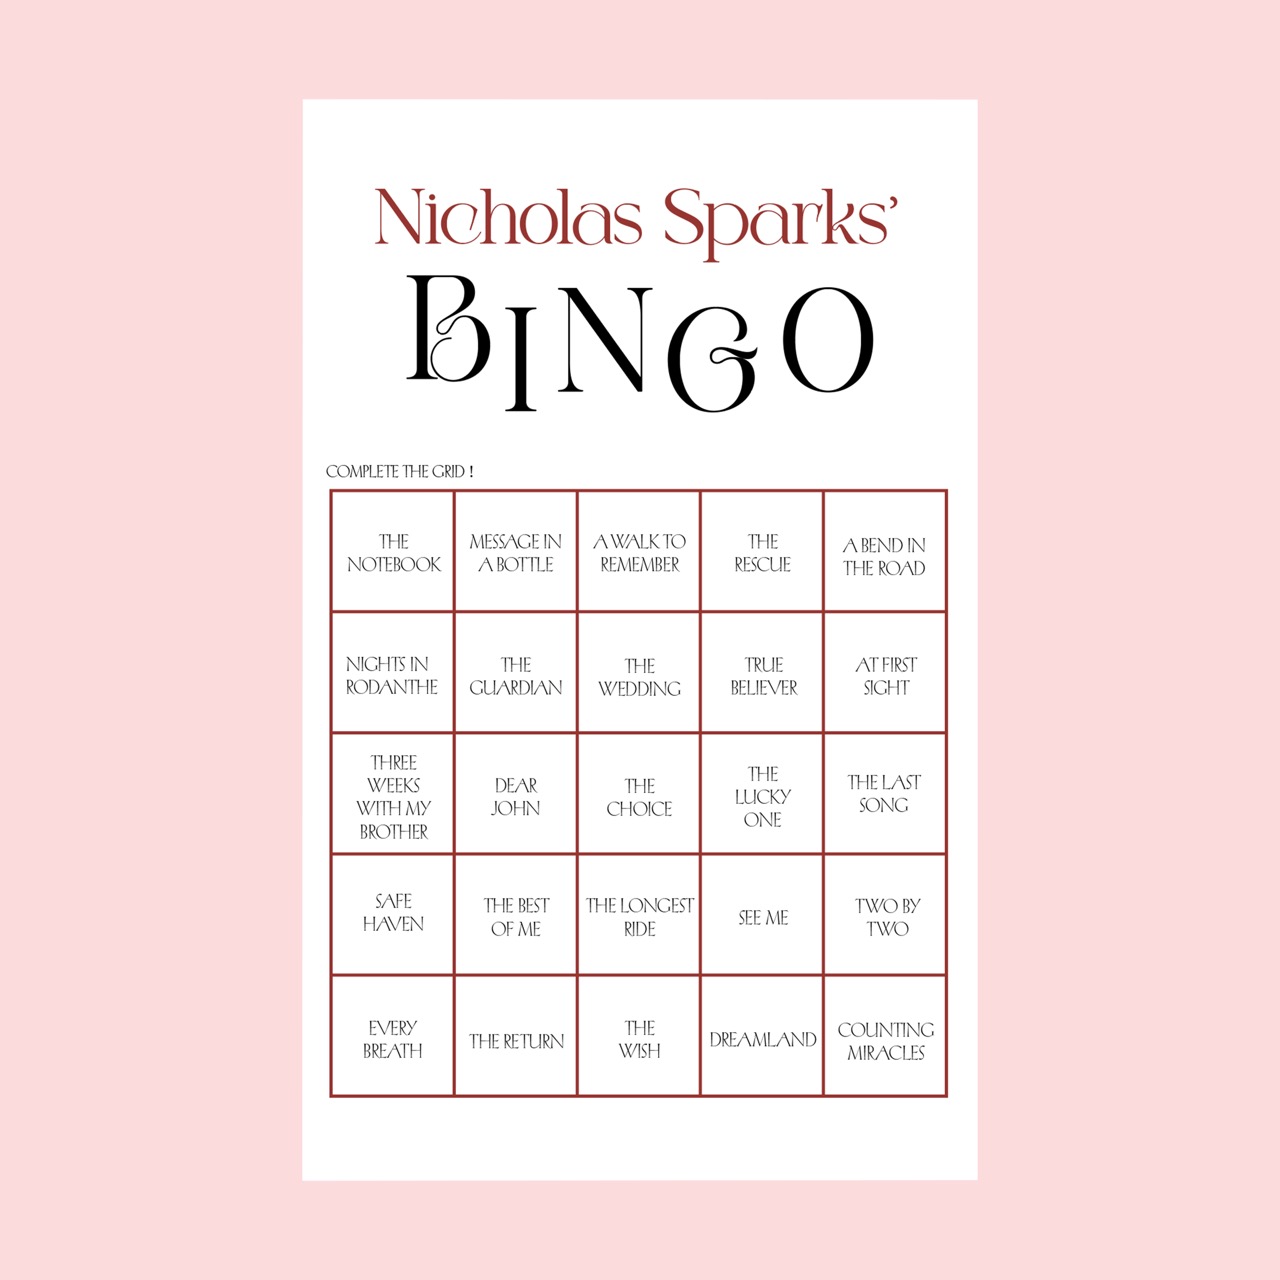 Nicholas Sparks'
BINGO
COMPLETE THE GRID !
THE
NOTEBOOK
MESSAGE IN
A BOTTLE
A WALK TO
REMEMBER
THE
RESCUE
A BEND IN
THE ROAD
NIGHTS IN
RODANTHE
THE
GUARDIAN
THE
WEDDING
TRUE
BELIEVER
AT FIRST
SIGHT
THREE
WEEKS
WITH MY
BROTHER
DEAR
JOHN
THE
CHOICE
THE
LUCKY
ONE
THE LAST
SONG
SAFE
HAVEN
THE BEST
OF ME
THE LONGEST
RIDE
SEE ME
TWO BY
TWO
EVERY
BREATH
THE RETURN
THE
WISH
DREAMLAND
COUNTING
MIRACLES